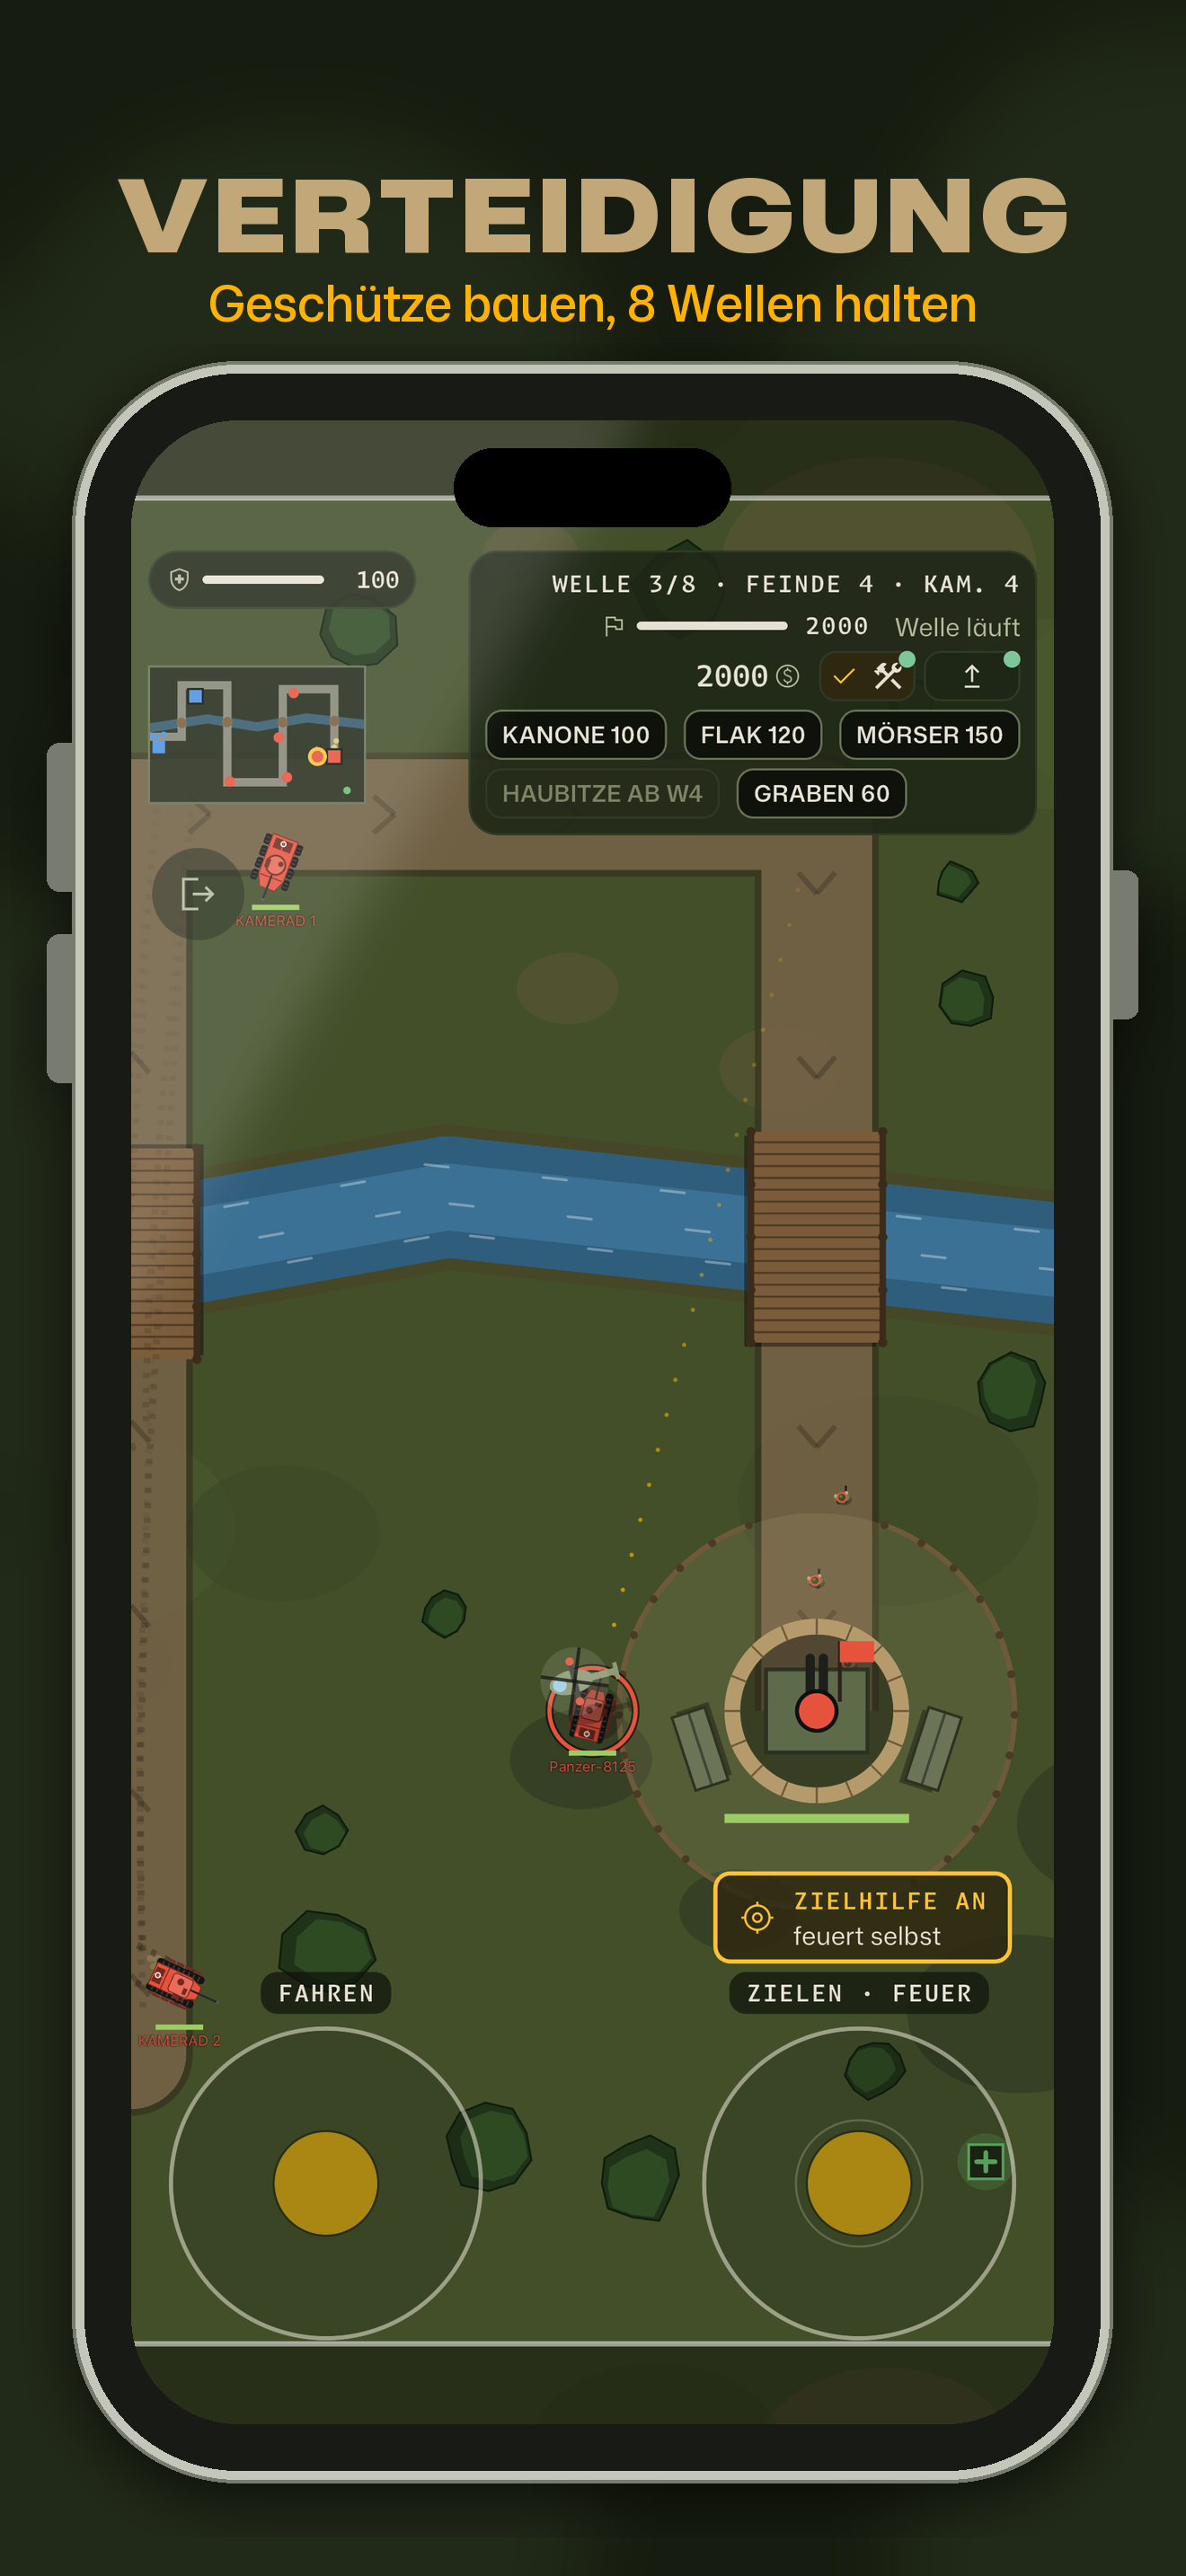 VERTEIDIGUNG
Geschütze bauen, 8 Wellen halten
100
WELLE 3/8 · FEINDE 4 · KAM. 4
2000 Welle läuft
2000
KANONE 100 FLAK 120 MÖRSER 150
HAUBITZE AB W4 GRABEN 60
KAMERAD 1
Panzer-8125
ZIELHILFE AN
feuert selbst
FAHREN
ZIELEN · FEUER
KAMERAD 2